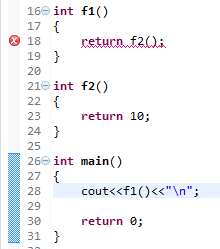 16 int f1()
17 {
18     return f2();
19 }
20
21 int f2()
22 {
23     return 10;
24 }
25
26 int main()
27 {
28     cout<<f1()<<"\n";
29
30     return 0;
31 }